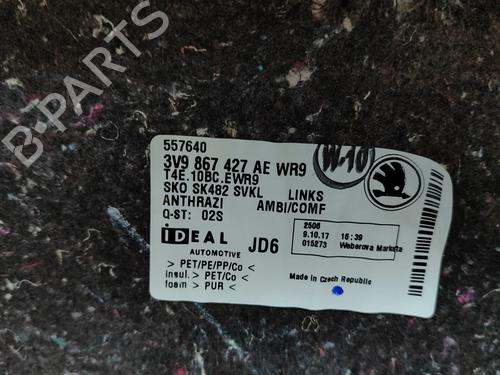 B-PARTS
557640
3V9 867 427 AE WR9
W.10
T4E.10BC.EWR9
SKO SK482 SVKL LINKS
ANTHRAZI AMBI/COMF
Q-ST: 02S
2506
9.10.17 16:39
015273 Weberova Marketa
iDEAL
AUTOMOTIVE
JD6
> PET/PE/PP/Co <
insul.> PET/Co <
foam > PUR <
Made in Czech Republic